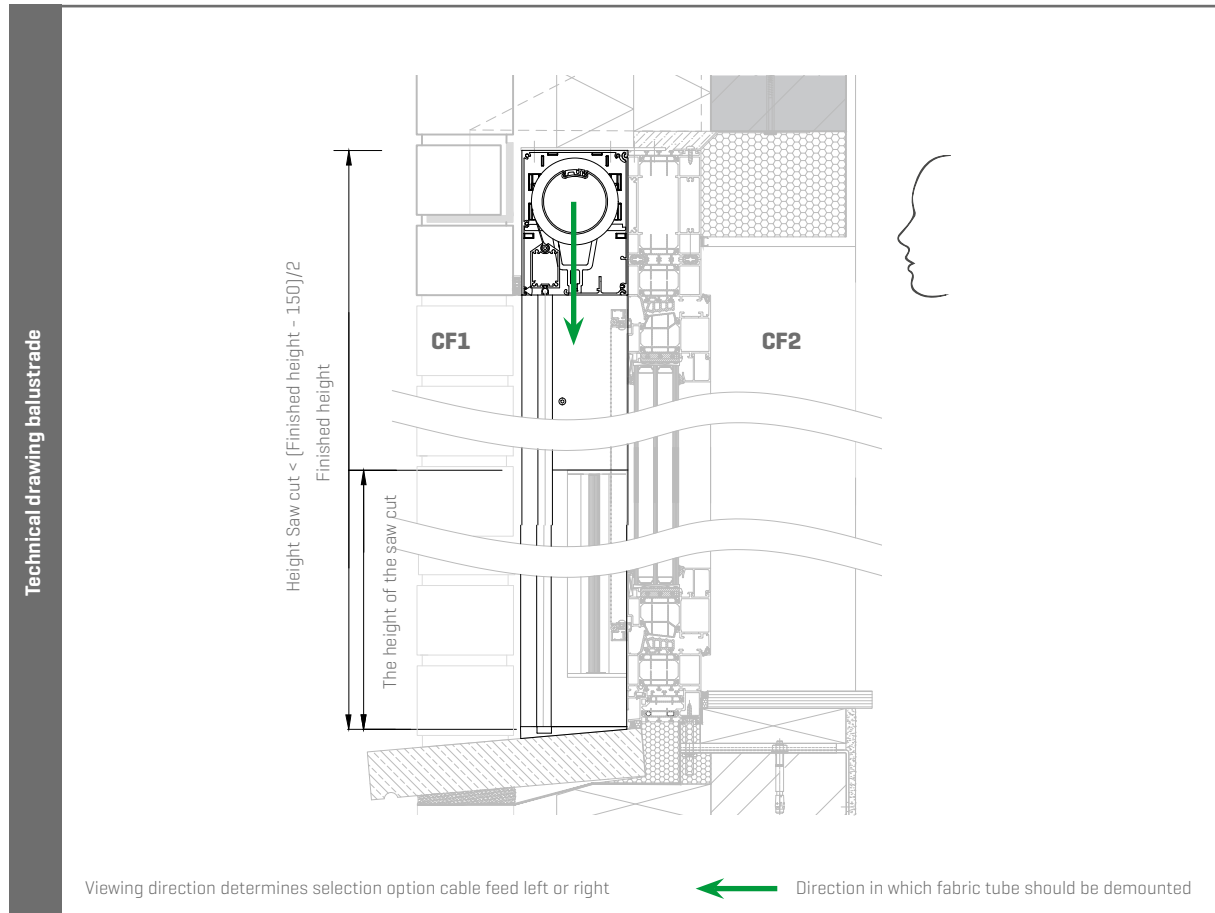 Technical drawing balustrade
Height Saw cut < (Finished height - 150)/2
Finished height
The height of the saw cut
CF1
CF2
Viewing direction determines selection option cable feed left or right
Direction in which fabric tube should be demounted